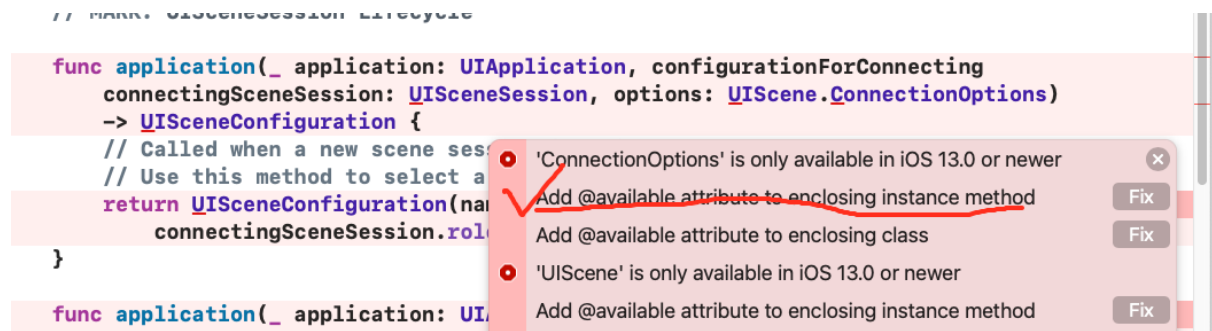 // MARK: UISceneSession Lifecycle
func application(_ application: UIApplication, configurationForConnecting
connectingSceneSession: UISceneSession, options: UIScene.ConnectionOptions)
-> UISceneConfiguration {
// Called when a new scene ses
'ConnectionOptions' is only available in iOS 13.0 or newer
// Use this method to select a
Add @available attribute to enclosing instance method Fix
return UISceneConfiguration(na
connectingSceneSession.rol
Add @available attribute to enclosing class Fix
}
'UIScene' is only available in iOS 13.0 or newer
func application(_ application: UI
Add @available attribute to enclosing instance method Fix